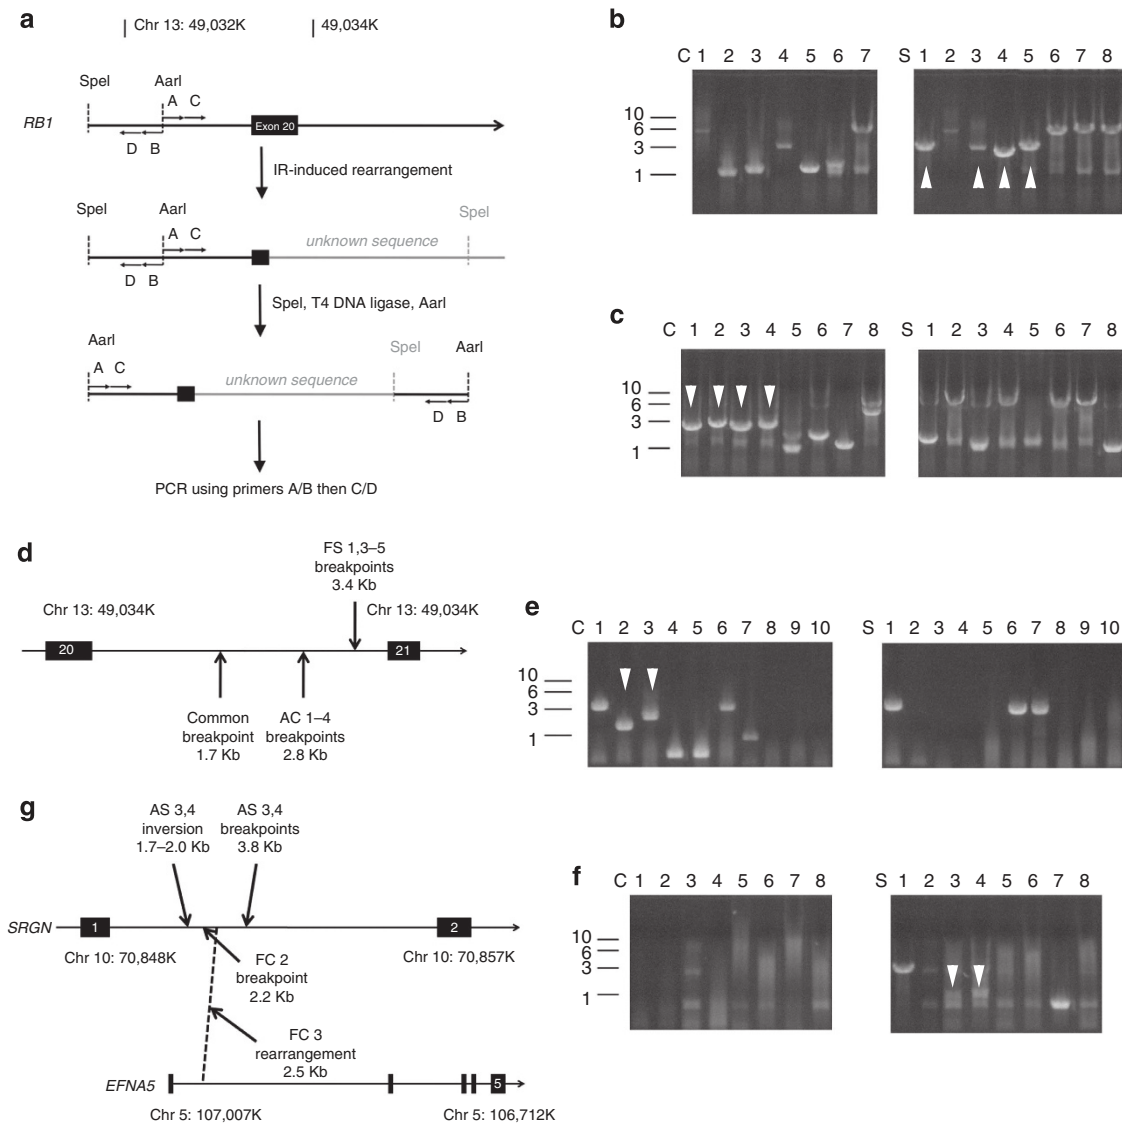 a
Chr 13: 49,032K
49,034K
SpeI
AarI
A C
RB1
Exon 20
D B
IR-induced rearrangement
SpeI
AarI
SpeI
A C
unknown sequence
D B
SpeI, T4 DNA ligase, AarI
AarI
SpeI
AarI
A C
unknown sequence
D B
PCR using primers A/B then C/D
b
C 1 2 3 4 5 6 7
S 1 2 3 4 5 6 7 8
10
6
3
1
c
C 1 2 3 4 5 6 7 8
S 1 2 3 4 5 6 7 8
10
6
3
1
d
FS 1,3–5
breakpoints
3.4 Kb
Chr 13: 49,034K
Chr 13: 49,034K
20
21
Common
breakpoint
1.7 Kb
AC 1–4
breakpoints
2.8 Kb
e
C 1 2 3 4 5 6 7 8 9 10
S 1 2 3 4 5 6 7 8 9 10
10
6
3
1
g
AS 3,4
inversion
1.7–2.0 Kb
AS 3,4
breakpoints
3.8 Kb
SRGN
1
2
Chr 10: 70,848K
Chr 10: 70,857K
FC 2
breakpoint
2.2 Kb
FC 3
rearrangement
2.5 Kb
EFNA5
5
Chr 5: 107,007K
Chr 5: 106,712K
f
C 1 2 3 4 5 6 7 8
S 1 2 3 4 5 6 7 8
10
6
3
1